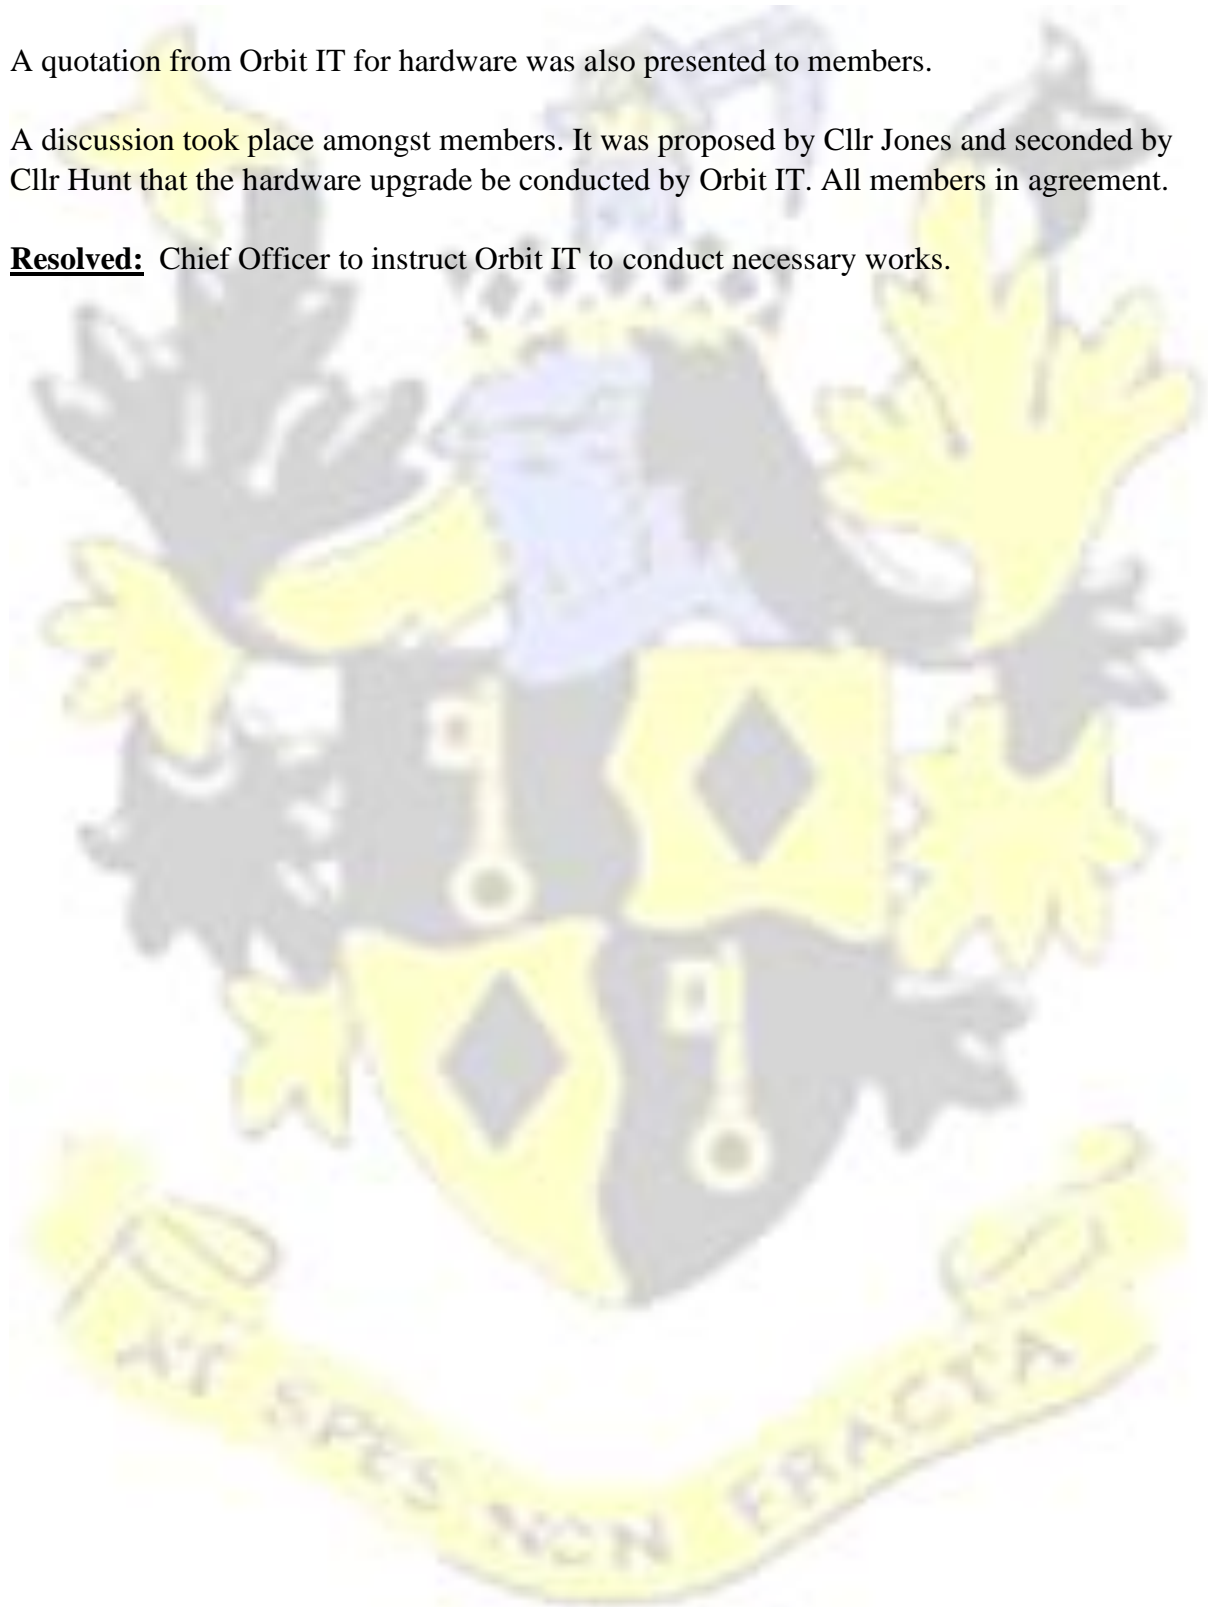 A quotation from Orbit IT for hardware was also presented to members.
A discussion took place amongst members. It was proposed by Cllr Jones and seconded by
Cllr Hunt that the hardware upgrade be conducted by Orbit IT. All members in agreement.
Resolved: Chief Officer to instruct Orbit IT to conduct necessary works.
AT SPES NON FRACTA